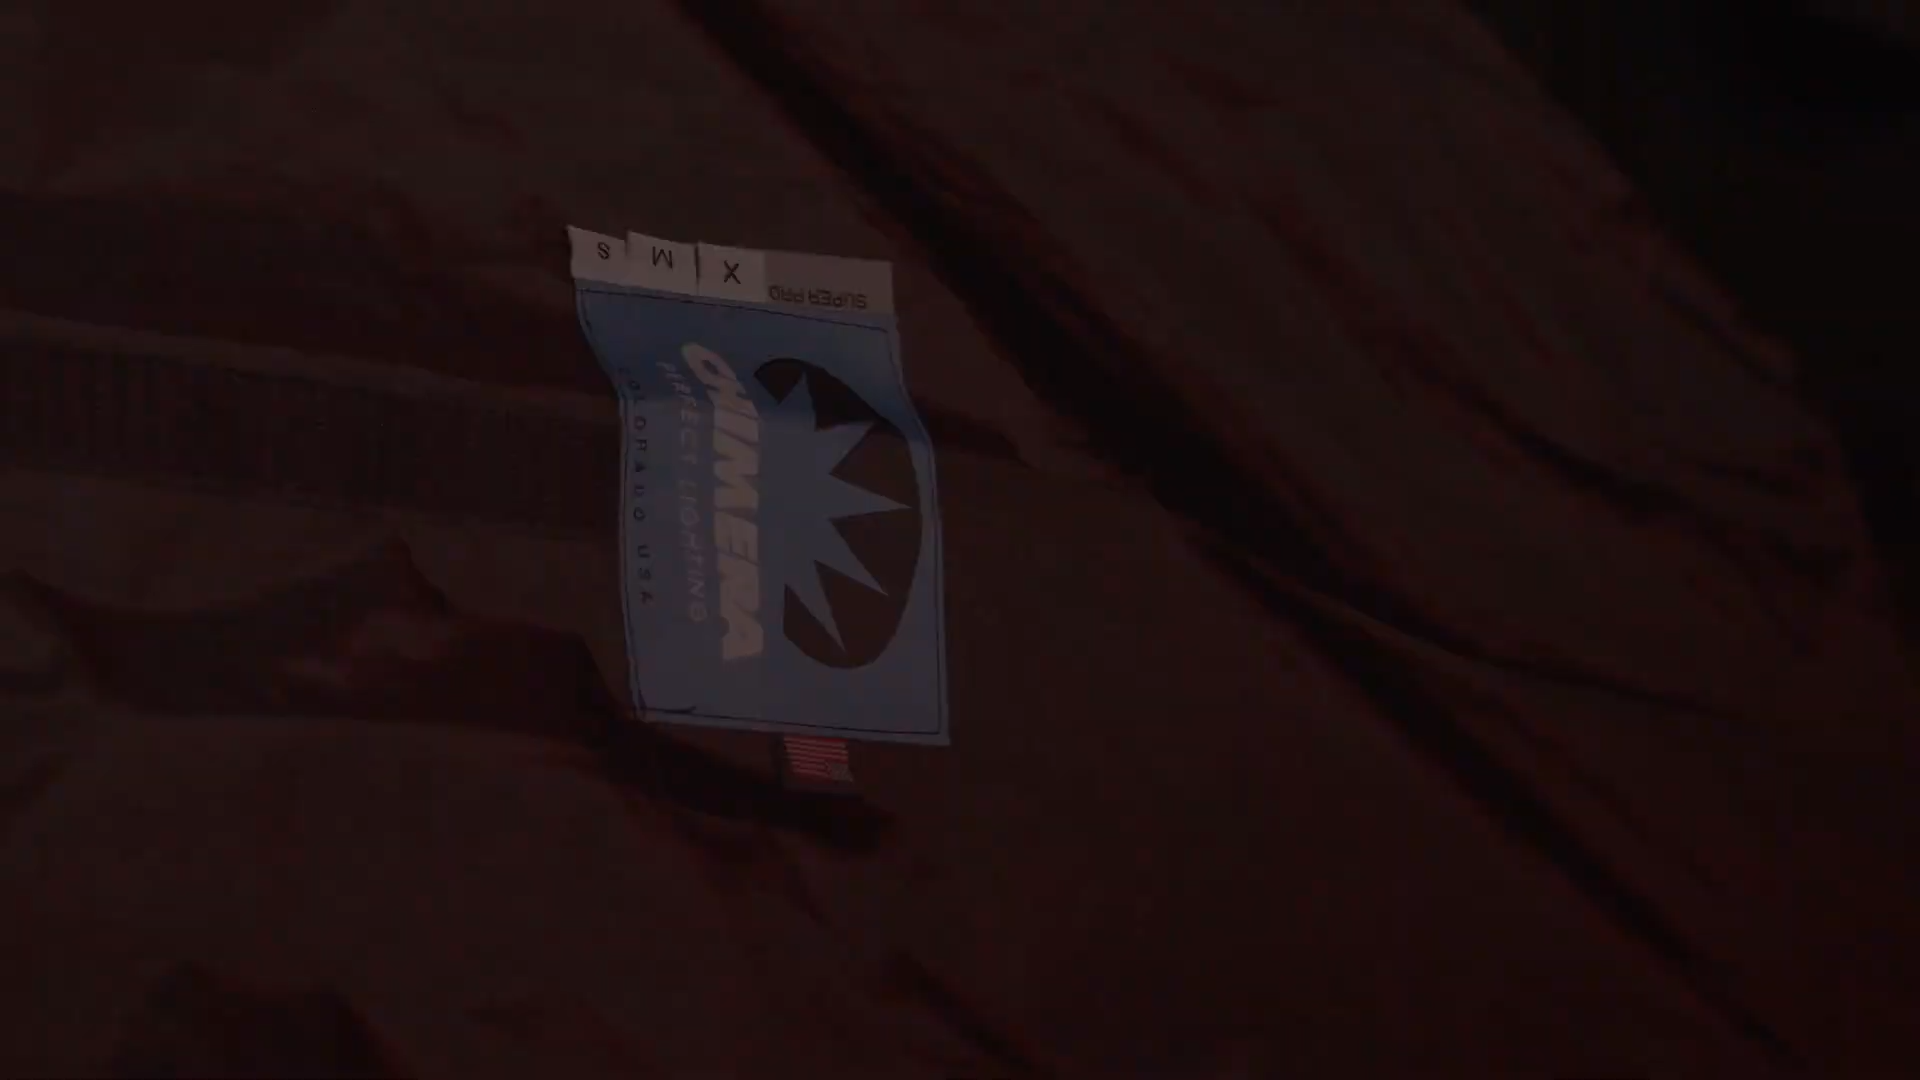 CHIMERA
PERFECT LIGHTING
COLORADO USA
SUPER PRO
X
M
S